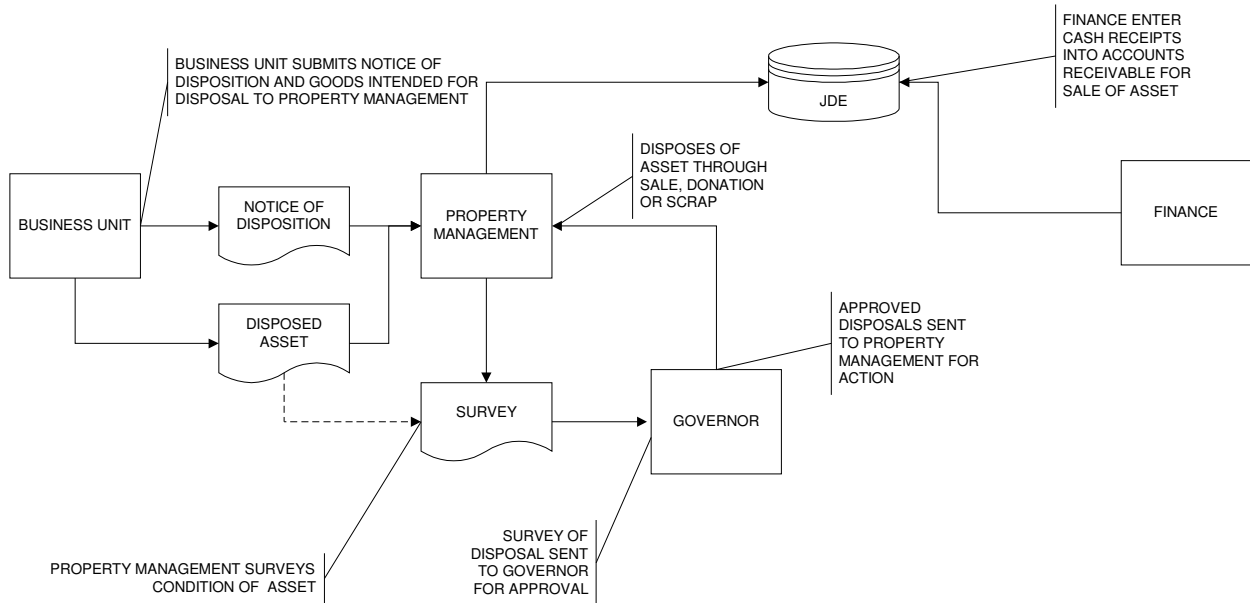 FINANCE ENTER
CASH RECEIPTS
INTO ACCOUNTS
RECEIVABLE FOR
SALE OF ASSET
BUSINESS UNIT SUBMITS NOTICE OF
DISPOSITION AND GOODS INTENDED FOR
DISPOSAL TO PROPERTY MANAGEMENT
JDE
DISPOSES OF
ASSET THROUGH
SALE, DONATION
OR SCRAP
BUSINESS UNIT
NOTICE OF
DISPOSITION
PROPERTY
MANAGEMENT
FINANCE
DISPOSED
ASSET
APPROVED
DISPOSALS SENT
TO PROPERTY
MANAGEMENT FOR
ACTION
SURVEY
GOVERNOR
PROPERTY MANAGEMENT SURVEYS
CONDITION OF ASSET
SURVEY OF
DISPOSAL SENT
TO GOVERNOR
FOR APPROVAL